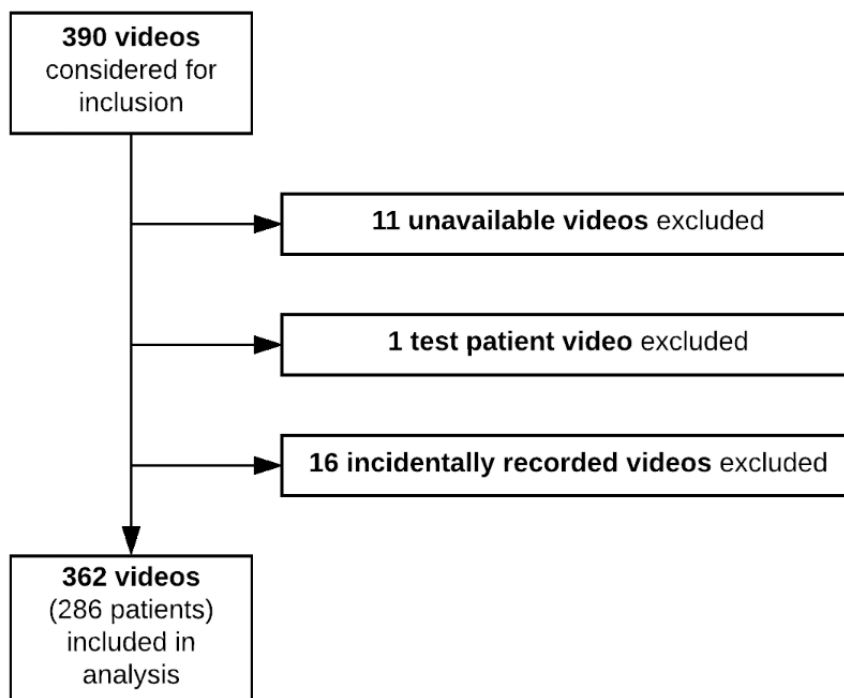 390 videos
considered for
inclusion
11 unavailable videos excluded
1 test patient video excluded
16 incidentally recorded videos excluded
362 videos
(286 patients)
included in
analysis